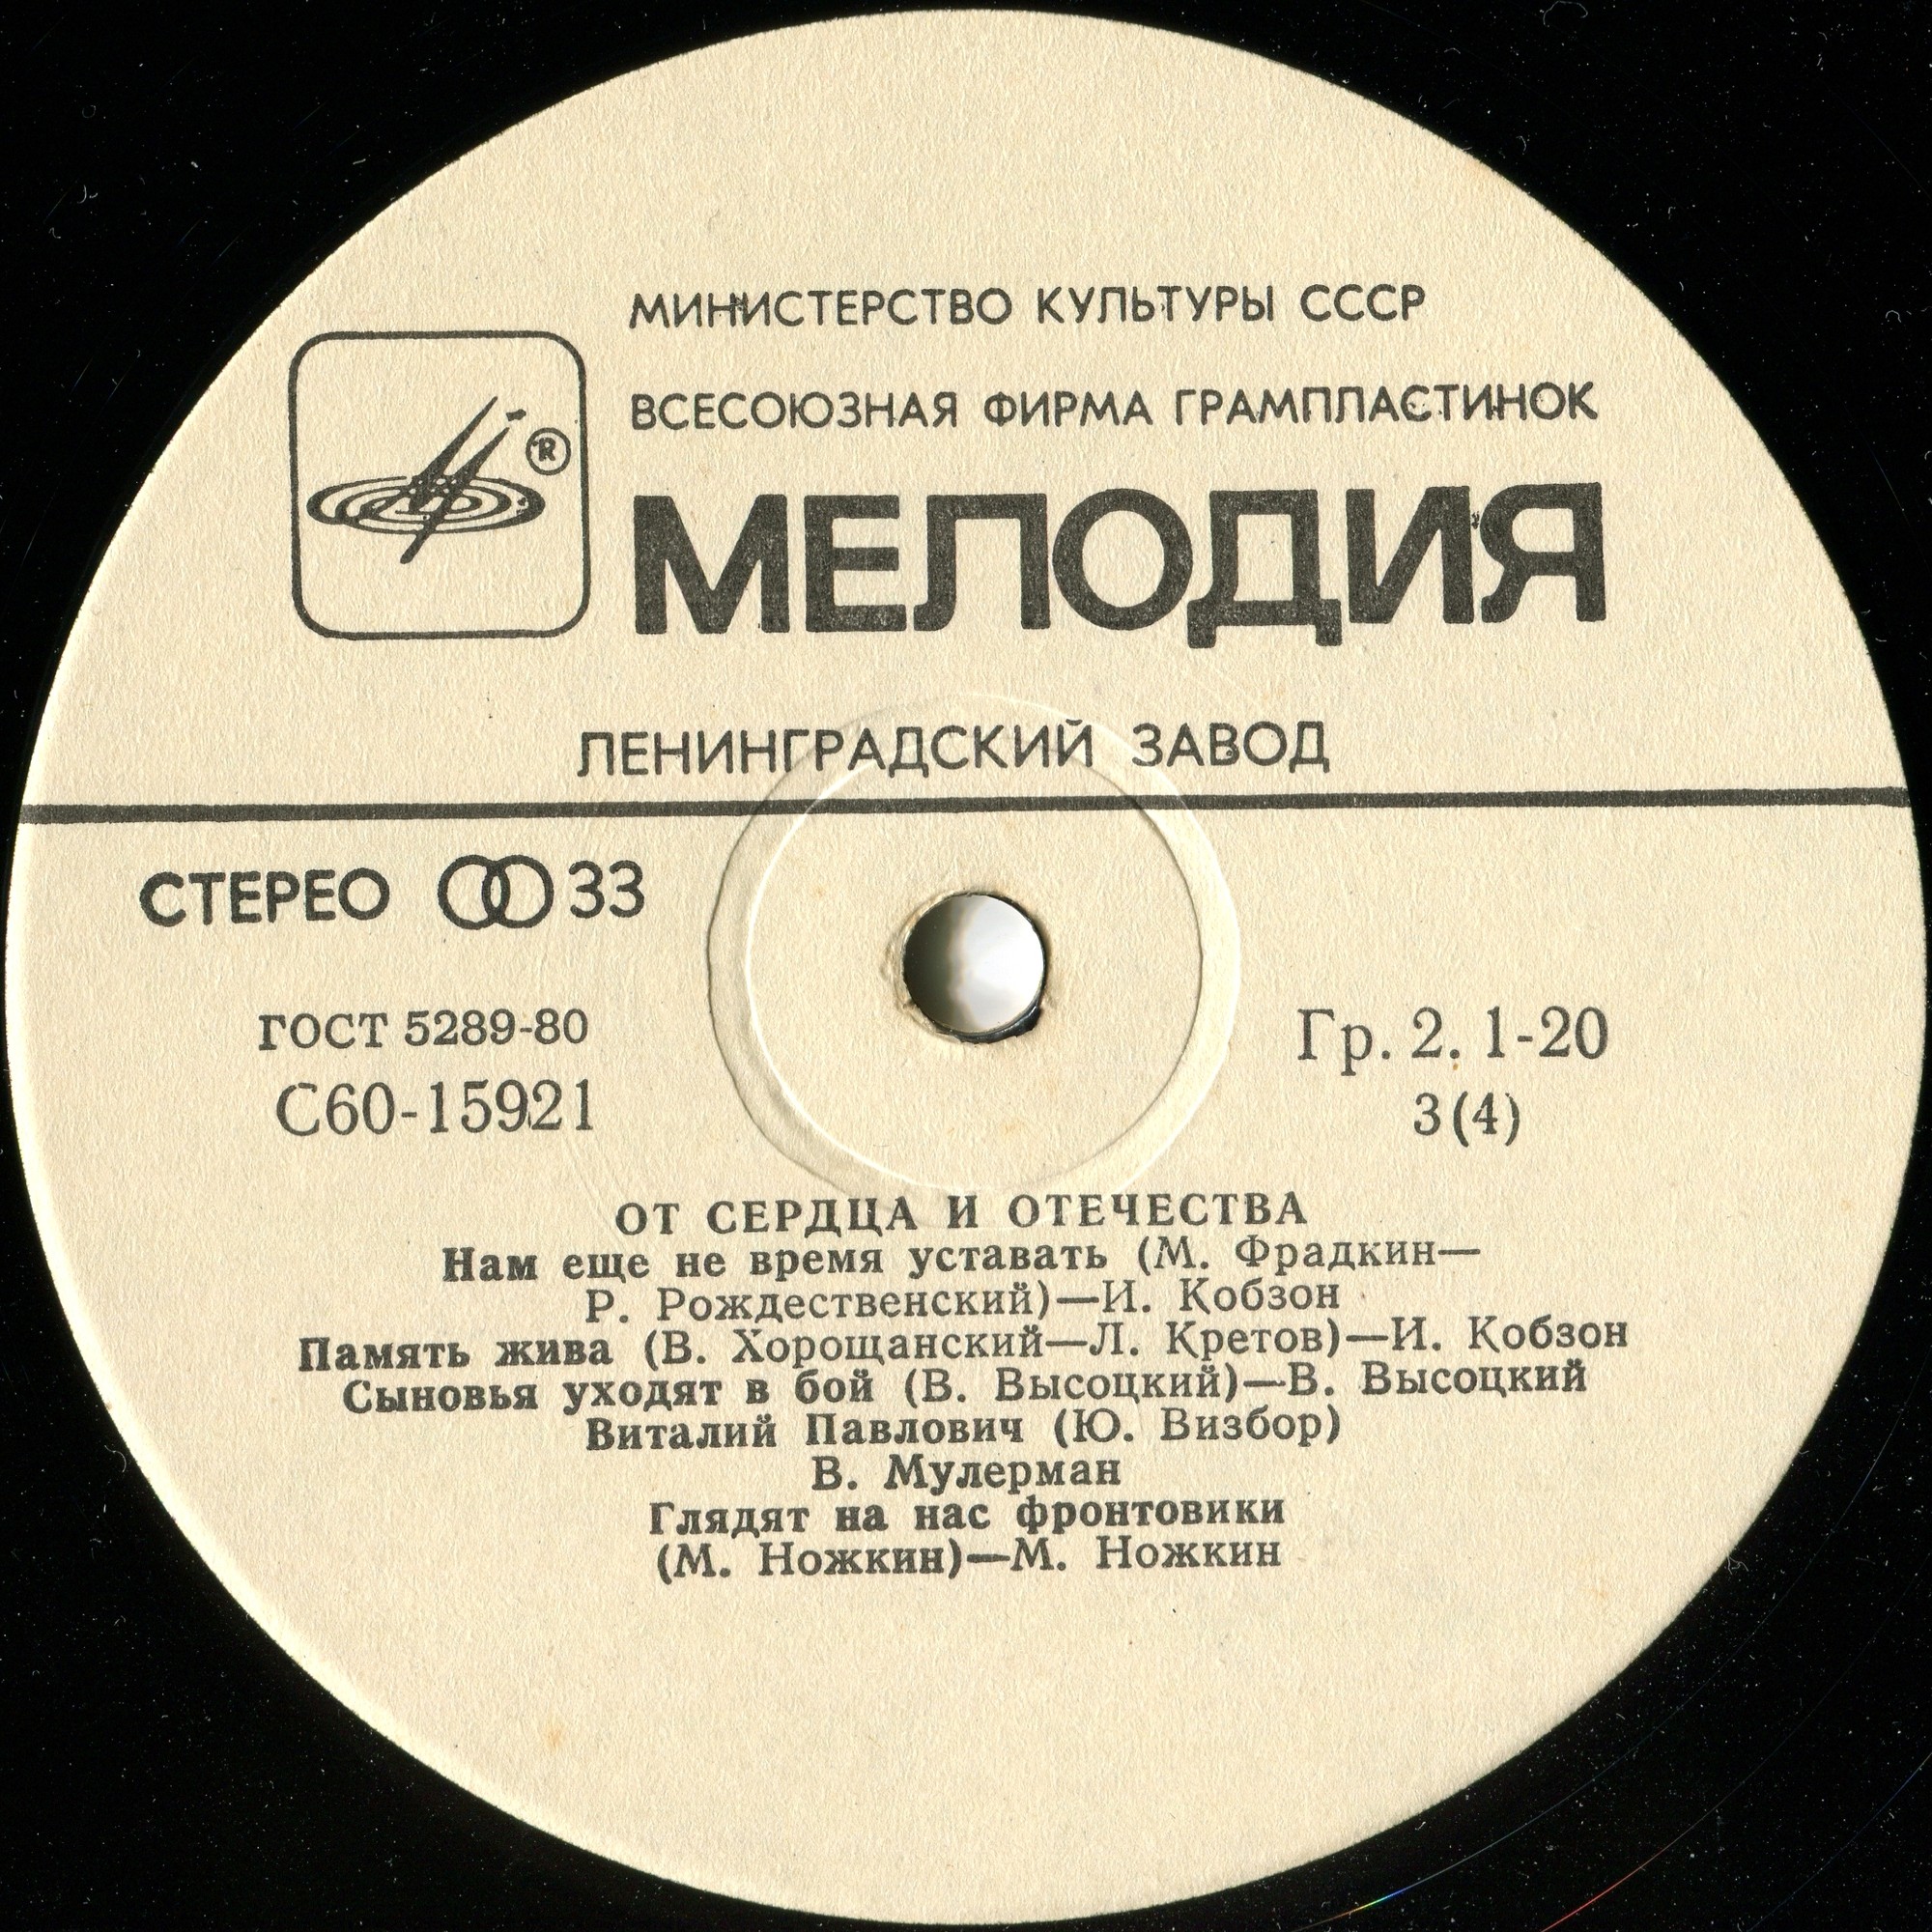 МИНИСТЕРСТВО КУЛЬТУРЫ СССР
ВСЕСОЮЗНАЯ ФИРМА ГРАМПЛАСТИНОК
®
МЕЛОДИЯ
ЛЕНИНГРАДСКИЙ ЗАВОД
СТЕРЕО 33
ГОСТ 5289-80
С60-15921
Гр. 2. 1-20
3(4)
ОТ СЕРДЦА И ОТЕЧЕСТВА
Нам еще не время уставать (М. Фрадкин—
Р. Рождественский)—И. Кобзон
Память жива (В. Хорощанский—Л. Кретов)—И. Кобзон
Сыновья уходят в бой (В. Высоцкий)—В. Высоцкий
Виталий Павлович (Ю. Визбор)
В. Мулерман
Глядят на нас фронтовики
(М. Ножкин)—М. Ножкин